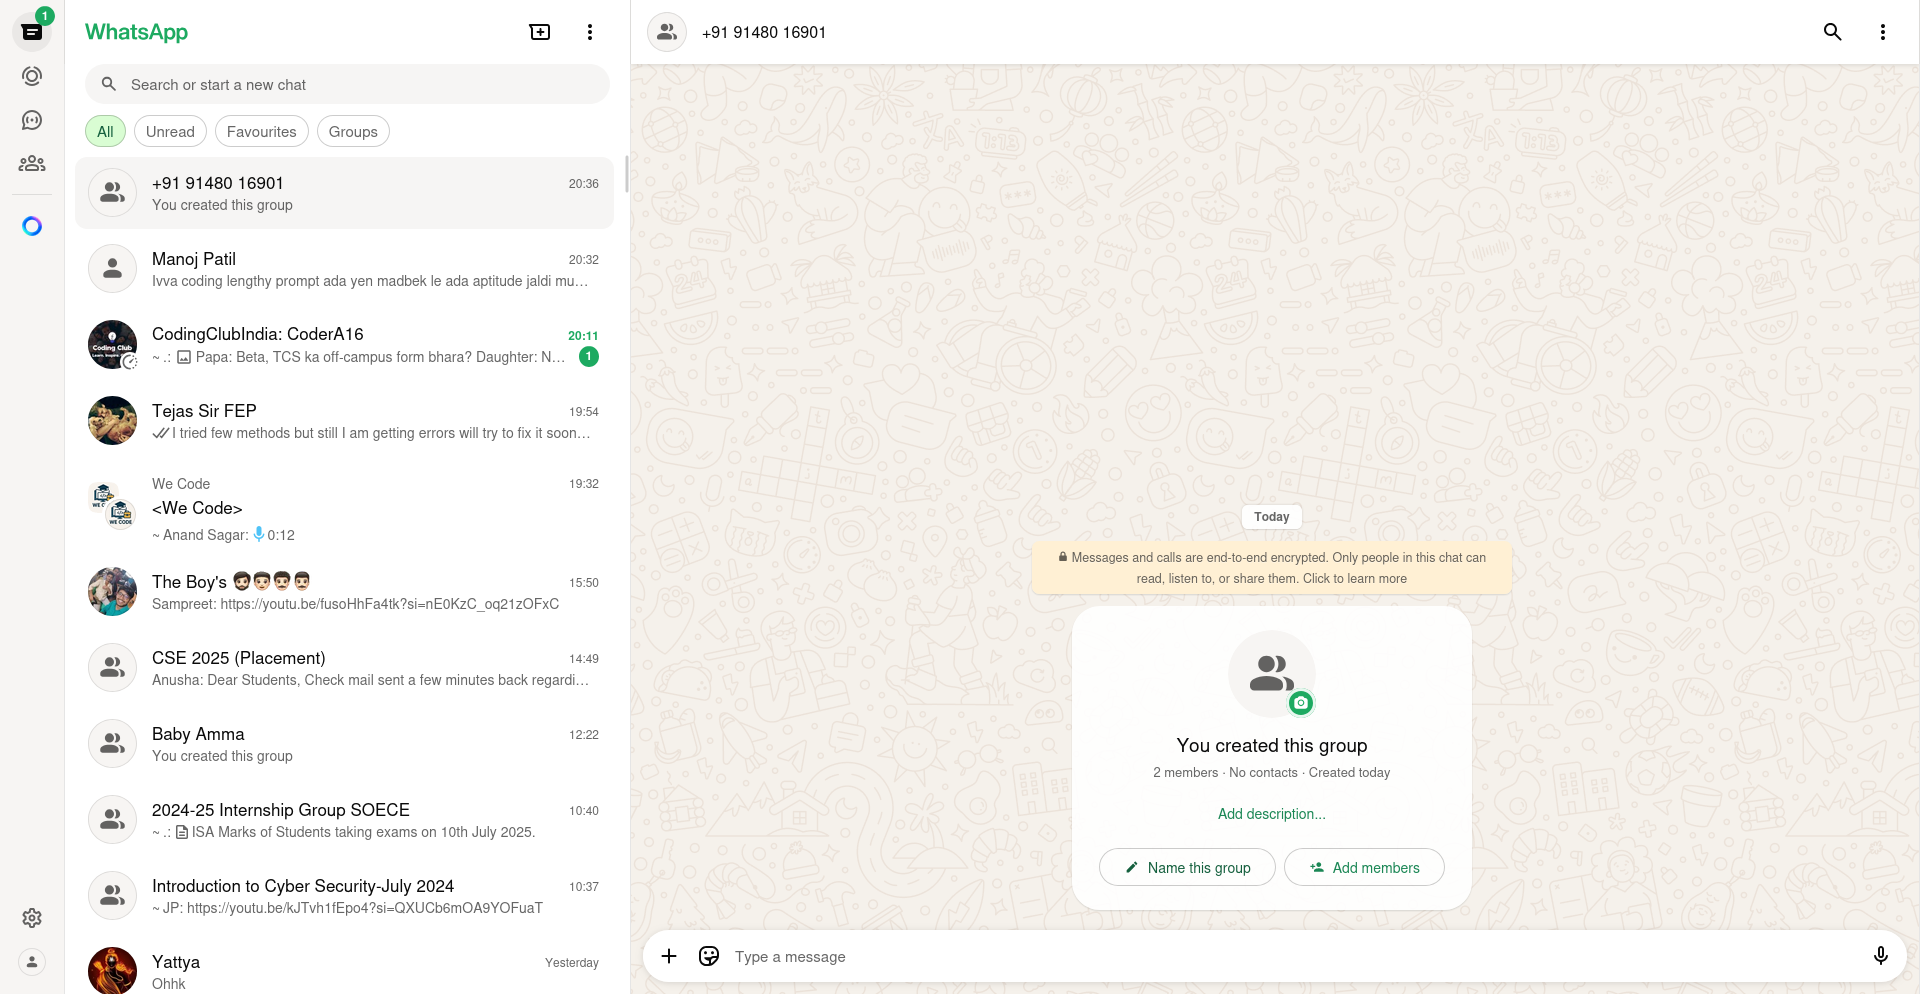 1
WhatsApp
Search or start a new chat
All
Unread
Favourites
Groups
+91 91480 16901
20:36
You created this group
Manoj Patil
20:32
Ivva coding lengthy prompt ada yen madbek le ada aptitude jaldi mu...
CodingClubIndia: CoderA16
20:11
~ .: Papa: Beta, TCS ka off-campus form bhara? Daughter: N...
1
Coding Club
Tejas Sir FEP
19:54
I tried few methods but still I am getting errors will try to fix it soon...
We Code
19:32
<We Code>
~ Anand Sagar: 0:12
WE CODE
The Boy's 🧔🏻👦🏻👨🏻👨🏻
15:50
Sampreet: https://youtu.be/fusoHhFa4tk?si=nE0KzC_oq21zOFxC
CSE 2025 (Placement)
14:49
Anusha: Dear Students, Check mail sent a few minutes back regardi...
Baby Amma
12:22
You created this group
2024-25 Internship Group SOECE
10:40
~ .: ISA Marks of Students taking exams on 10th July 2025.
Introduction to Cyber Security-July 2024
10:37
~ JP: https://youtu.be/kJTvh1fEpo4?si=QXUCb6mOA9YOFuaT
Yattya
Yesterday
Ohhk
+91 91480 16901
Today
Messages and calls are end-to-end encrypted. Only people in this chat can
read, listen to, or share them. Click to learn more
You created this group
2 members · No contacts · Created today
Add description...
Name this group
Add members
Type a message